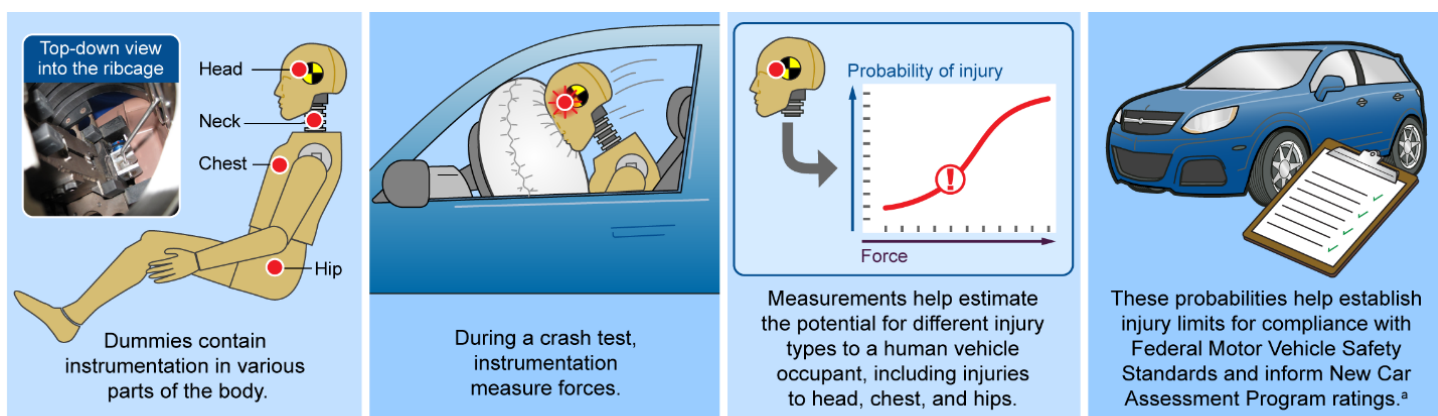 Top-down view
into the ribcage
Head
Neck
Chest
Hip
Dummies contain
instrumentation in various
parts of the body.
During a crash test,
instrumentation
measure forces.
Probability of injury
!
Force
Measurements help estimate
the potential for different injury
types to a human vehicle
occupant, including injuries
to head, chest, and hips.
These probabilities help establish
injury limits for compliance with
Federal Motor Vehicle Safety
Standards and inform New Car
Assessment Program ratings.ª